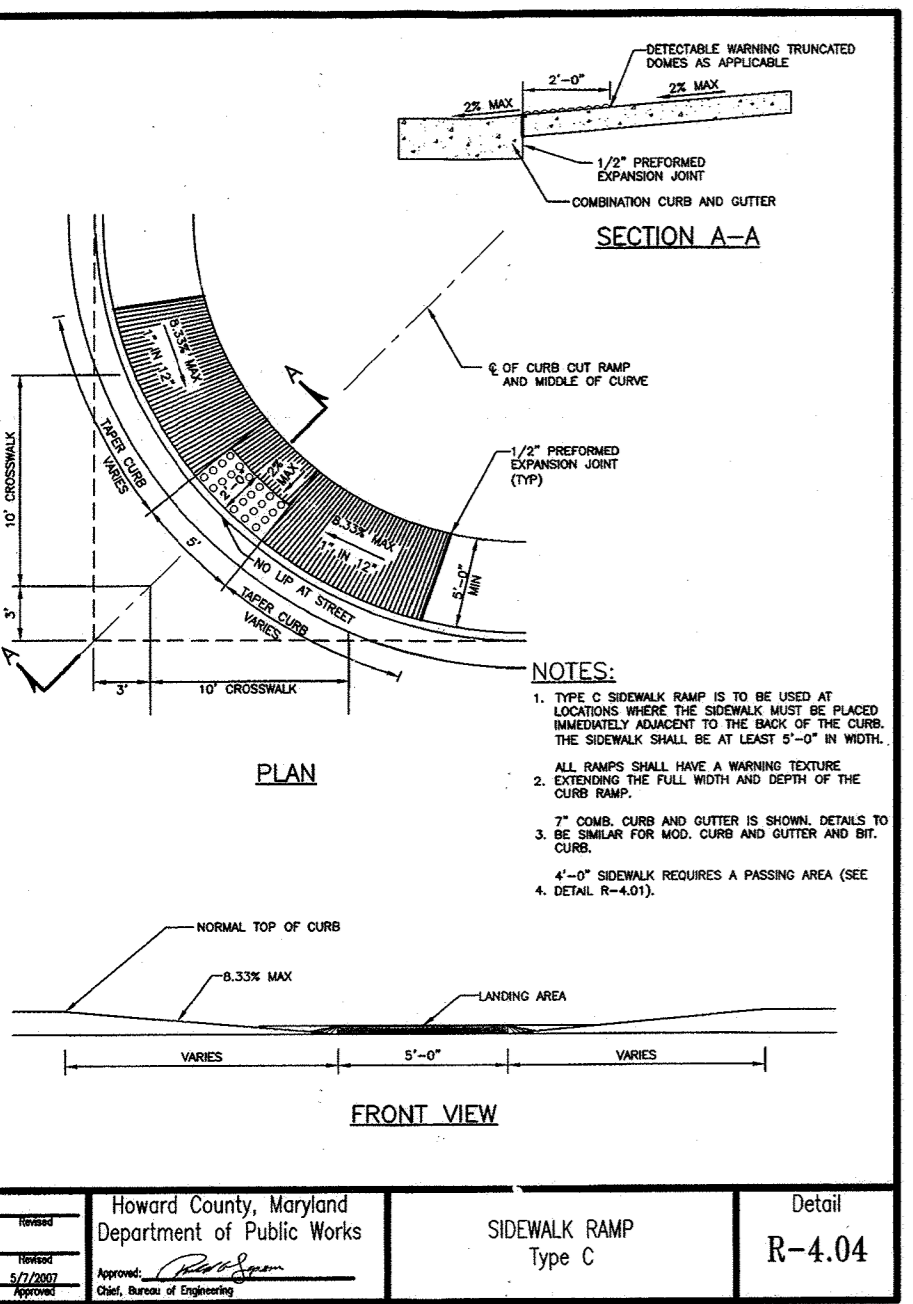 DETECTABLE WARNING TRUNCATED
DOMES AS APPLICABLE
2'-0"
2% MAX
2% MAX
1/2" PREFORMED
EXPANSION JOINT
COMBINATION CURB AND GUTTER
SECTION A-A
8.33% MAX
1" IN 12"
A
℄ OF CURB CUT RAMP
AND MIDDLE OF CURVE
10' CROSSWALK
TAPER CURB
VARIES
2'-0"
2%
MAX
1/2" PREFORMED
EXPANSION JOINT
(TYP)
8.33% MAX
1" IN 12"
5'
NO LIP AT STREET
5'-0"
MIN
TAPER CURB
VARIES
3'
A
3'
10' CROSSWALK
PLAN
NOTES:
1. TYPE C SIDEWALK RAMP IS TO BE USED AT
LOCATIONS WHERE THE SIDEWALK MUST BE PLACED
IMMEDIATELY ADJACENT TO THE BACK OF THE CURB.
THE SIDEWALK SHALL BE AT LEAST 5'-0" IN WIDTH.
ALL RAMPS SHALL HAVE A WARNING TEXTURE
2. EXTENDING THE FULL WIDTH AND DEPTH OF THE
CURB RAMP.
7" COMB. CURB AND GUTTER IS SHOWN. DETAILS TO
3. BE SIMILAR FOR MOD. CURB AND GUTTER AND BIT.
CURB.
4'-0" SIDEWALK REQUIRES A PASSING AREA (SEE
4. DETAIL R-4.01).
NORMAL TOP OF CURB
8.33% MAX
LANDING AREA
VARIES
5'-0"
VARIES
FRONT VIEW
Revised
Revised
5/7/2007
Approved
Howard County, Maryland
Department of Public Works
Approved:
Chief, Bureau of Engineering
SIDEWALK RAMP
Type C
Detail
R-4.04